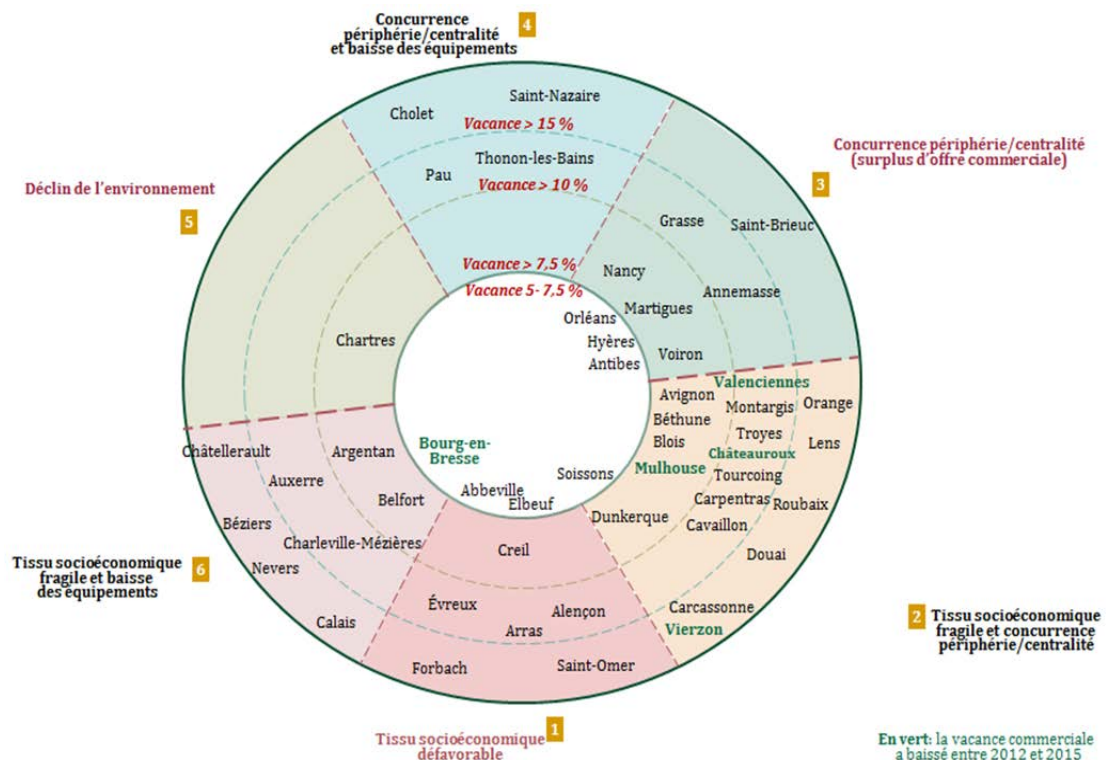 Concurrence
périphérie/centralité
et baisse des équipements
4
Cholet
Saint-Nazaire
Vacance > 15 %
Pau
Thonon-les-Bains
Vacance > 10 %
Vacance > 7,5 %
Vacance 5- 7,5 %
Concurrence périphérie/centralité
(surplus d'offre commerciale)
3
Grasse
Saint-Brieuc
Nancy
Annemasse
Martigues
Voiron
Orléans
Hyères
Antibes
Déclin de l'environnement
5
Chartres
Valenciennes
Avignon
Montargis
Orange
Béthune
Troyes
Lens
Blois
Châteauroux
Mulhouse
Tourcoing
Carpentras
Roubaix
Dunkerque
Cavaillon
Douai
Carcassonne
Vierzon
2
Tissu socioéconomique
fragile et concurrence
périphérie/centralité
Bourg-en-
Bresse
Soissons
Abbeville
Elbeuf
Châtellerault
Argentan
Auxerre
Belfort
Béziers
Charleville-Mézières
Nevers
Calais
Tissu socioéconomique
fragile et baisse
des équipements
6
Creil
Évreux
Alençon
Arras
Forbach
Saint-Omer
1
Tissu socioéconomique
défavorable
En vert: la vacance commerciale
a baissé entre 2012 et 2015